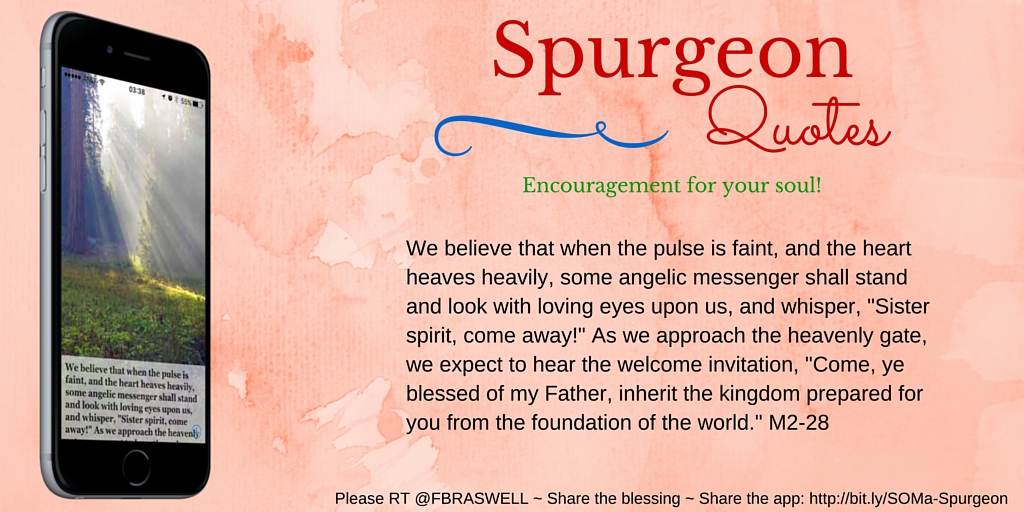 Spurgeon
Quotes
Encouragement for your soul!
We believe that when the pulse is faint, and the heart
heaves heavily, some angelic messenger shall stand
and look with loving eyes upon us, and whisper, "Sister
spirit, come away!" As we approach the heavenly gate,
we expect to hear the welcome invitation, "Come, ye
blessed of my Father, inherit the kingdom prepared for
you from the foundation of the world." M2-28
03:38
55%
We believe that when the pulse is
faint, and the heart heaves heavily,
some angelic messenger shall stand
and look with loving eyes upon us,
and whisper, "Sister spirit, come
away!" As we approach the heavenly
Please RT @FBRASWELL ~ Share the blessing ~ Share the app: http://bit.ly/SOMa-Spurgeon